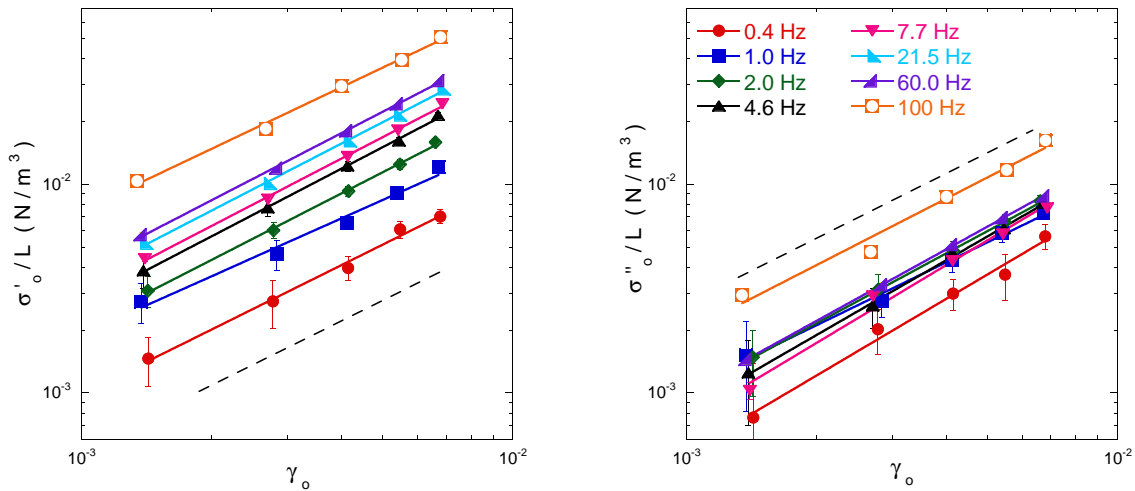 σ'ₒ / L ( N / m³ )
10⁻²
10⁻³
10⁻³
10⁻²
γₒ
σ"ₒ / L ( N / m³ )
0.4 Hz
1.0 Hz
2.0 Hz
4.6 Hz
7.7 Hz
21.5 Hz
60.0 Hz
100 Hz
10⁻²
10⁻³
10⁻³
10⁻²
γₒ